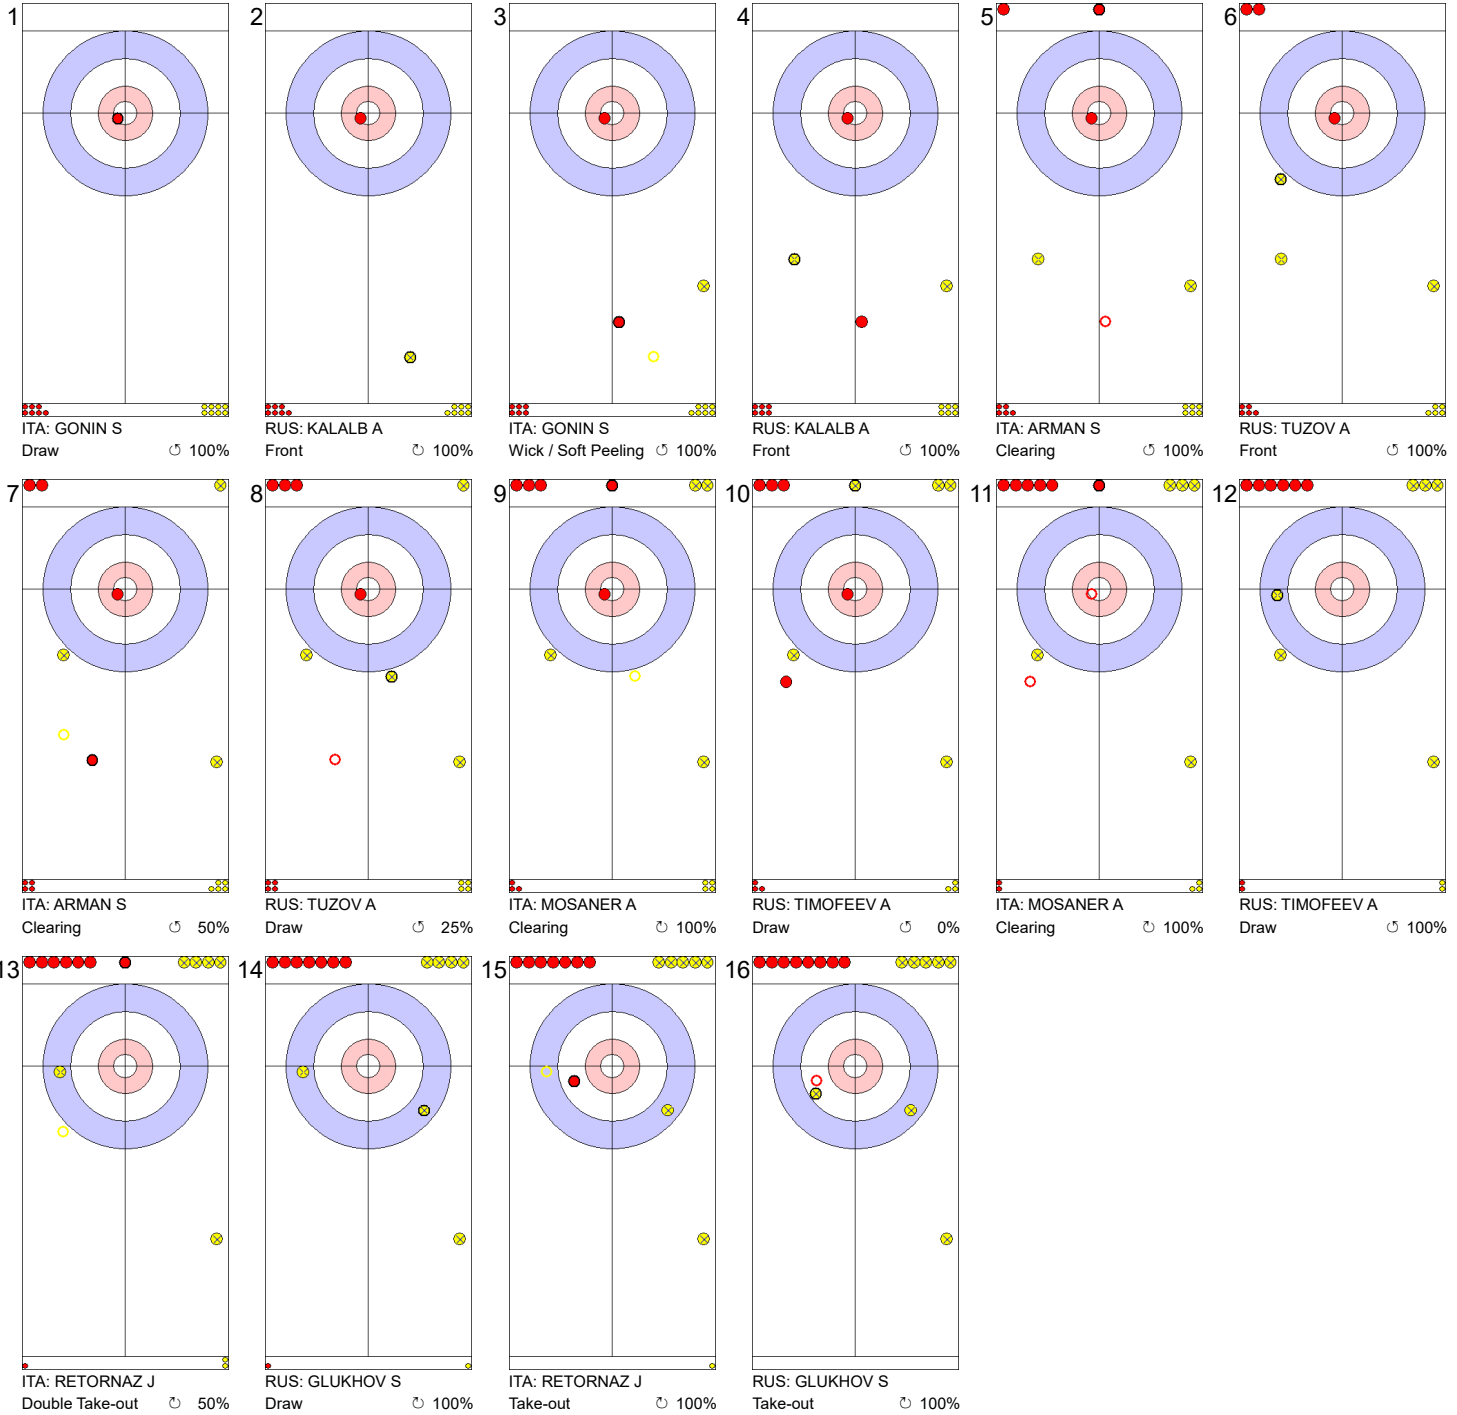 1 2 3 4 5 6
ITA: GONIN S RUS: KALALB A ITA: GONIN S RUS: KALALB A ITA: ARMAN S RUS: TUZOV A
Draw ↺ 100% Front ↻ 100% Wick / Soft Peeling ↺ 100% Front ↻ 100% Clearing ↺ 100% Front ↺ 100%
7 8 9 10 11 12
ITA: ARMAN S RUS: TUZOV A ITA: MOSANER A RUS: TIMOFEEV A ITA: MOSANER A RUS: TIMOFEEV A
Clearing ↺ 50% Draw ↺ 25% Clearing ↻ 100% Draw ↺ 0% Clearing ↻ 100% Draw ↻ 100%
13 14 15 16
ITA: RETORNAZ J RUS: GLUKHOV S ITA: RETORNAZ J RUS: GLUKHOV S
Double Take-out ↻ 50% Draw ↻ 100% Take-out ↻ 100% Take-out ↻ 100%